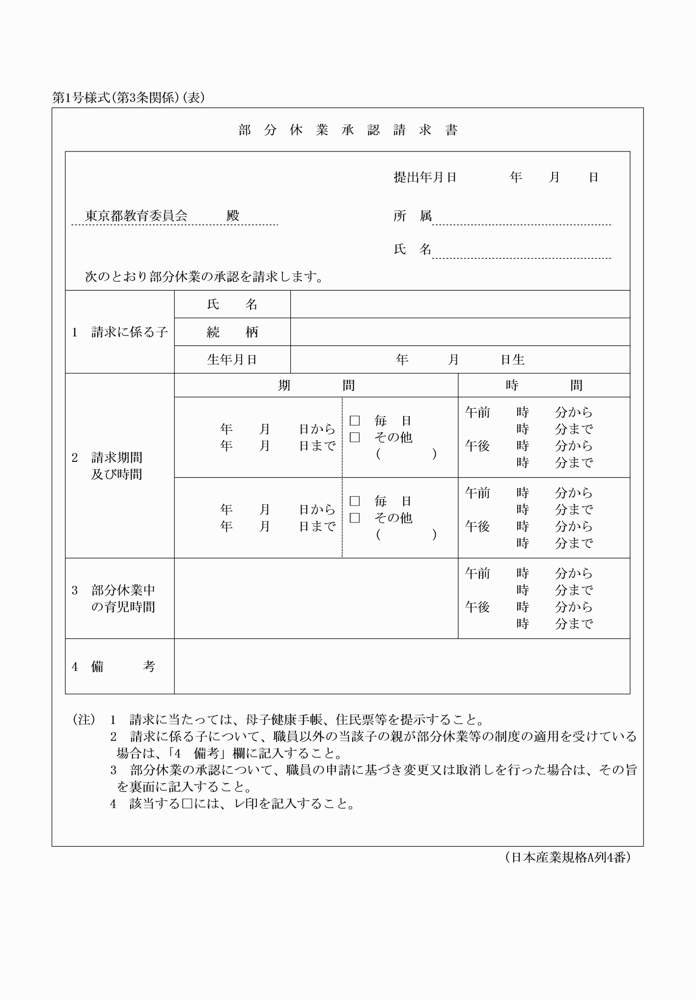 第1号様式（第3条関係）（表）
部　分　休　業　承　認　請　求　書
提出年月日　　　　年　　月　　日
東京都教育委員会　　　殿
所　属
氏　名
次のとおり部分休業の承認を請求します。
1　請求に係る子
氏　　名
続　　柄
生年月日
年　　　月　　　日生
2　請求期間
及び時間
期　　　　間
時　　　　間
年　　月　　日から
年　　月　　日まで
□　毎　日
□　その他
（　　　　）
午前　　時　　分から
時　　分まで
午後　　時　　分から
時　　分まで
年　　月　　日から
年　　月　　日まで
□　毎　日
□　その他
（　　　　）
午前　　時　　分から
時　　分まで
午後　　時　　分から
時　　分まで
3　部分休業中
の育児時間
午前　　時　　分から
時　　分まで
午後　　時　　分から
時　　分まで
4　備　　　考
（注）　1　請求に当たっては、母子健康手帳、住民票等を提示すること。
2　請求に係る子について、職員以外の当該子の親が部分休業等の制度の適用を受けている
場合は、「4　備考」欄に記入すること。
3　部分休業の承認について、職員の申請に基づき変更又は取消しを行った場合は、その旨
を裏面に記入すること。
4　該当する□には、レ印を記入すること。
（日本産業規格A列4番）